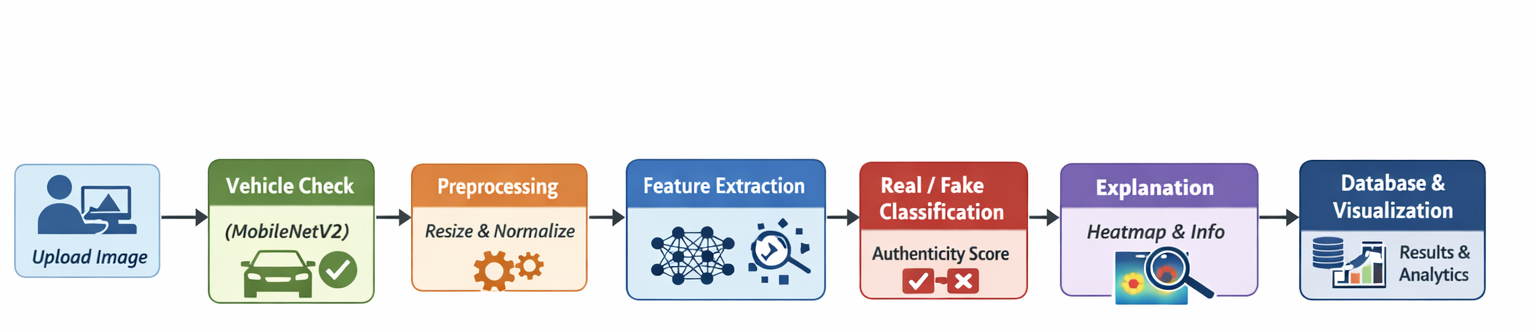 Upload Image
Vehicle Check
(MobileNetV2)
Preprocessing
Resize & Normalize
Feature Extraction
Real / Fake
Classification
Authenticity Score
Explanation
Heatmap & Info
Database &
Visualization
Results &
Analytics